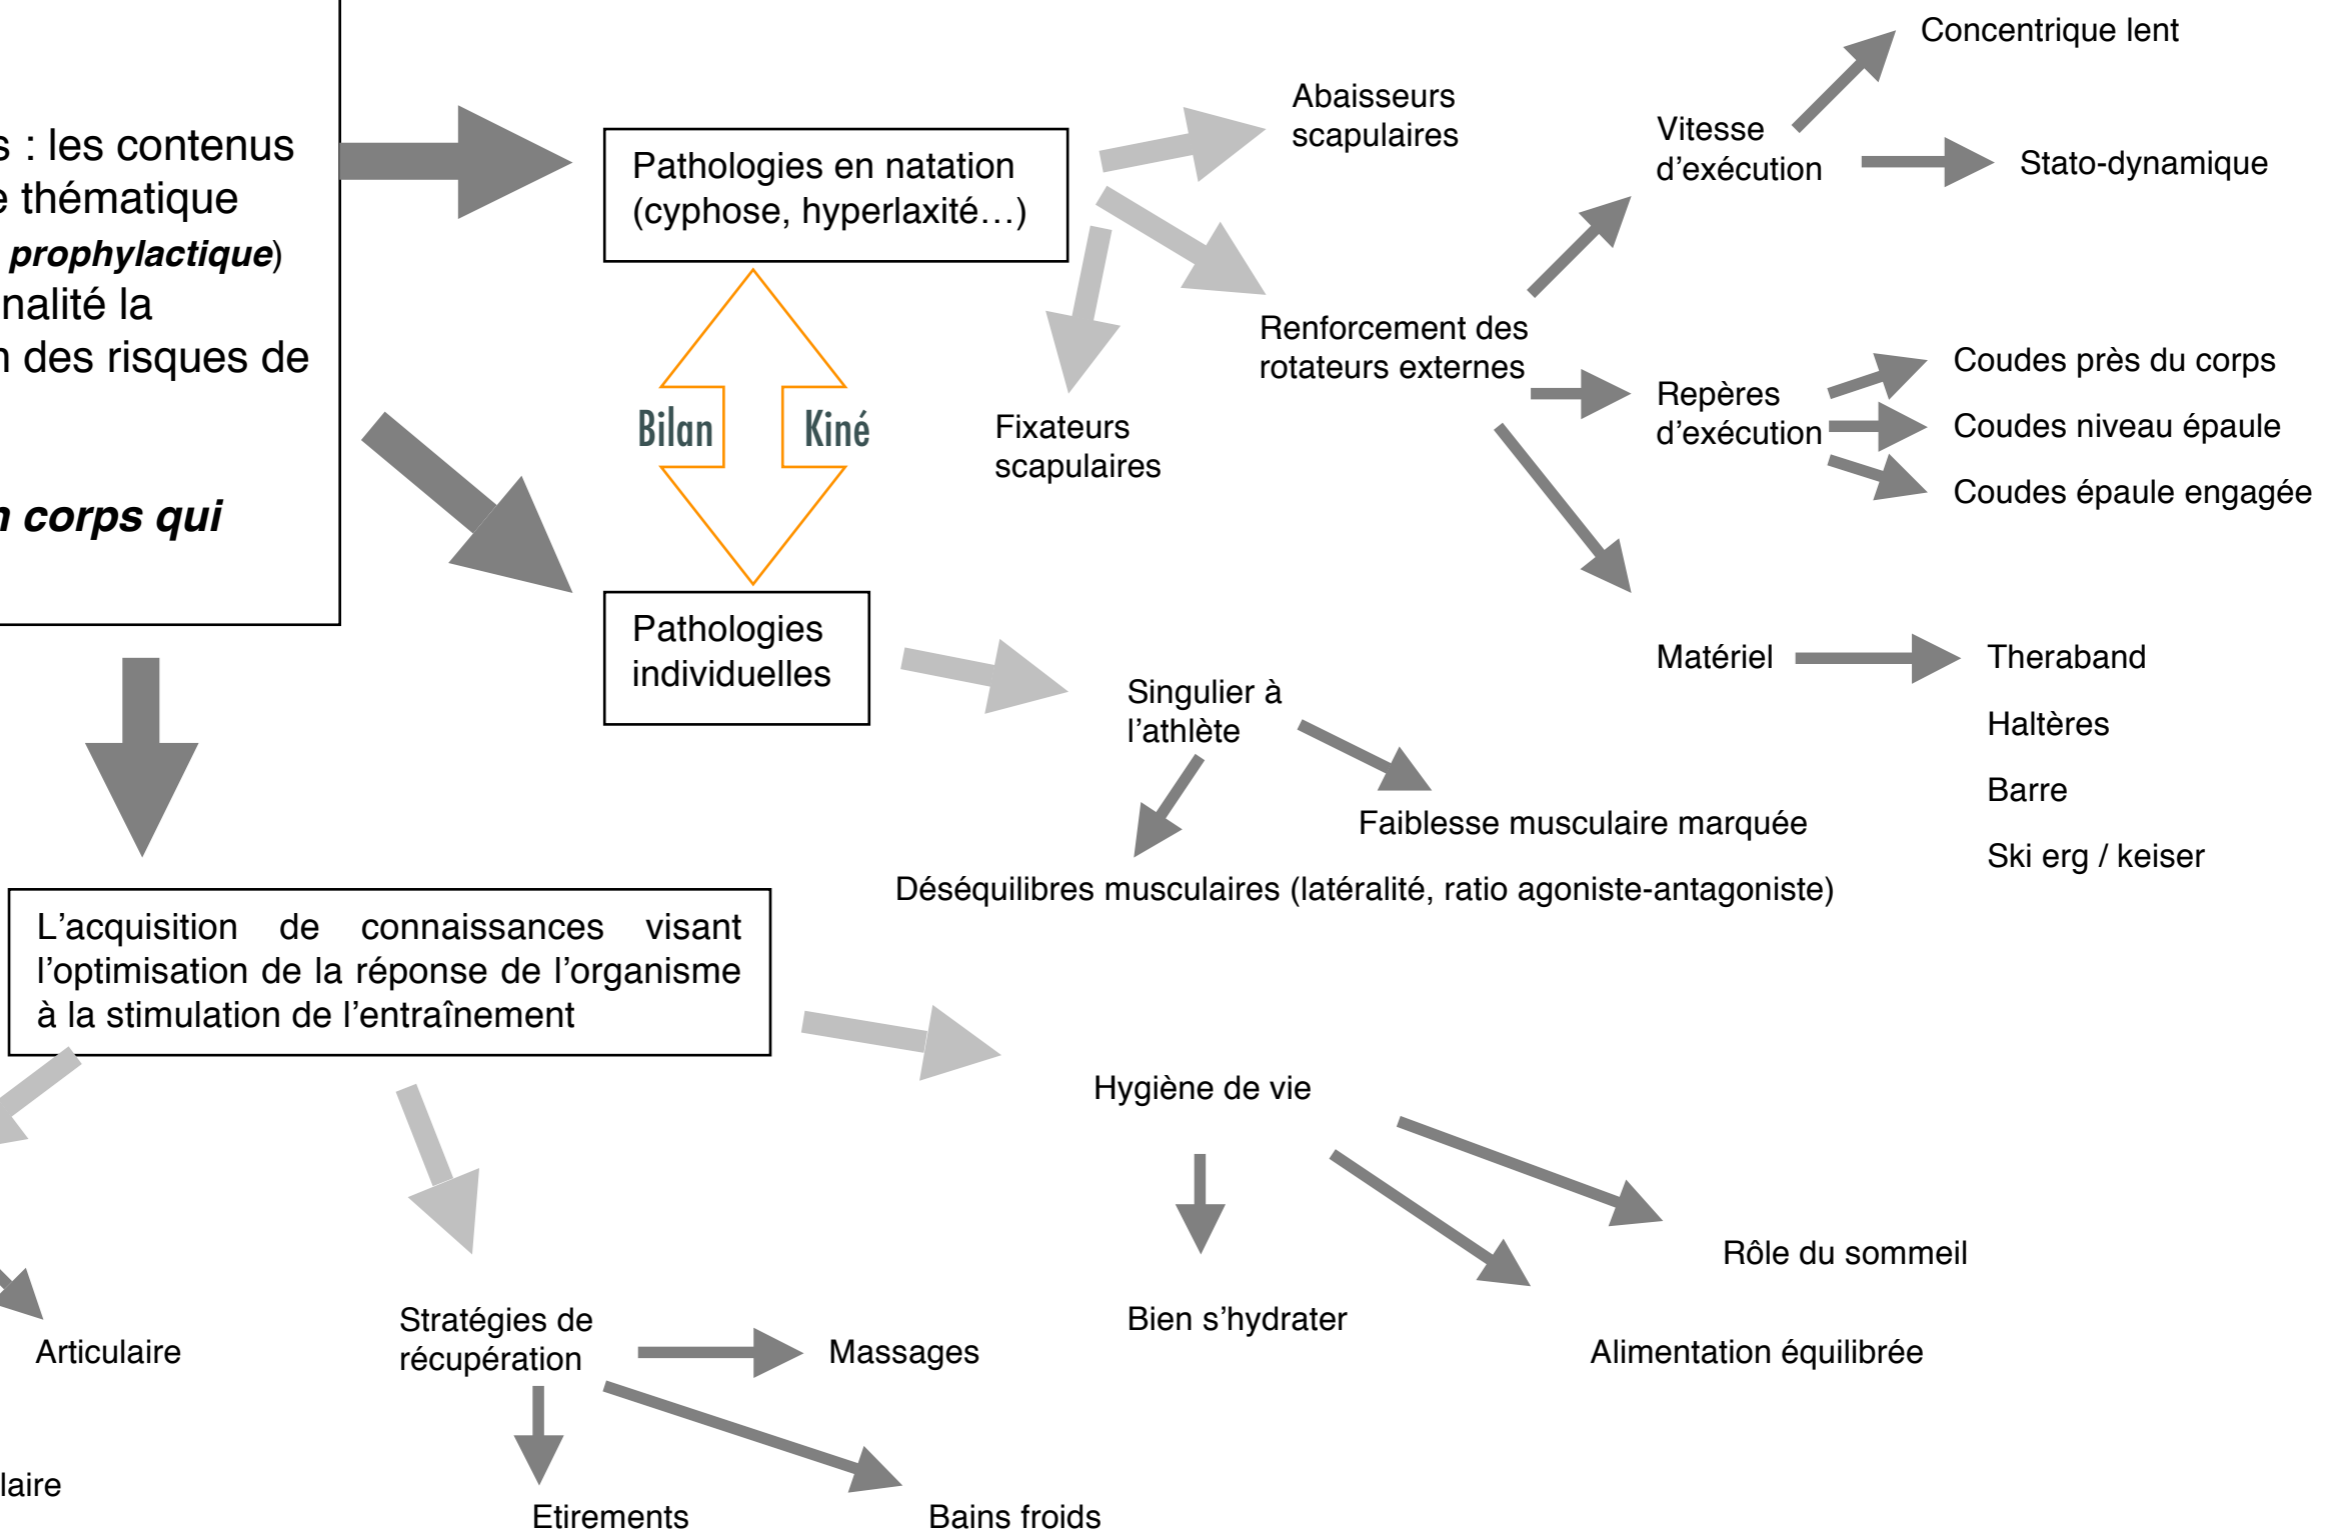 : les contenus
thématique
prophylactique)
la
des risques de
corps qui
Pathologies en natation
(cyphose, hyperlaxité…)
Abaisseurs
scapulaires
Concentrique lent
Vitesse
d’exécution
Stato-dynamique
Renforcement des
rotateurs externes
Repères
d’exécution
Coudes près du corps
Coudes niveau épaule
Coudes épaule engagée
Bilan Kiné
Fixateurs
scapulaires
Pathologies
individuelles
Matériel
Theraband
Haltères
Barre
Ski erg / keiser
Singulier à
l’athlète
Faiblesse musculaire marquée
Déséquilibres musculaires (latéralité, ratio agoniste-antagoniste)
L’acquisition de connaissances visant
l’optimisation de la réponse de l’organisme
à la stimulation de l’entraînement
Hygiène de vie
Rôle du sommeil
Bien s’hydrater
Alimentation équilibrée
Stratégies de
récupération
Articulaire
Massages
laire
Etirements
Bains froids